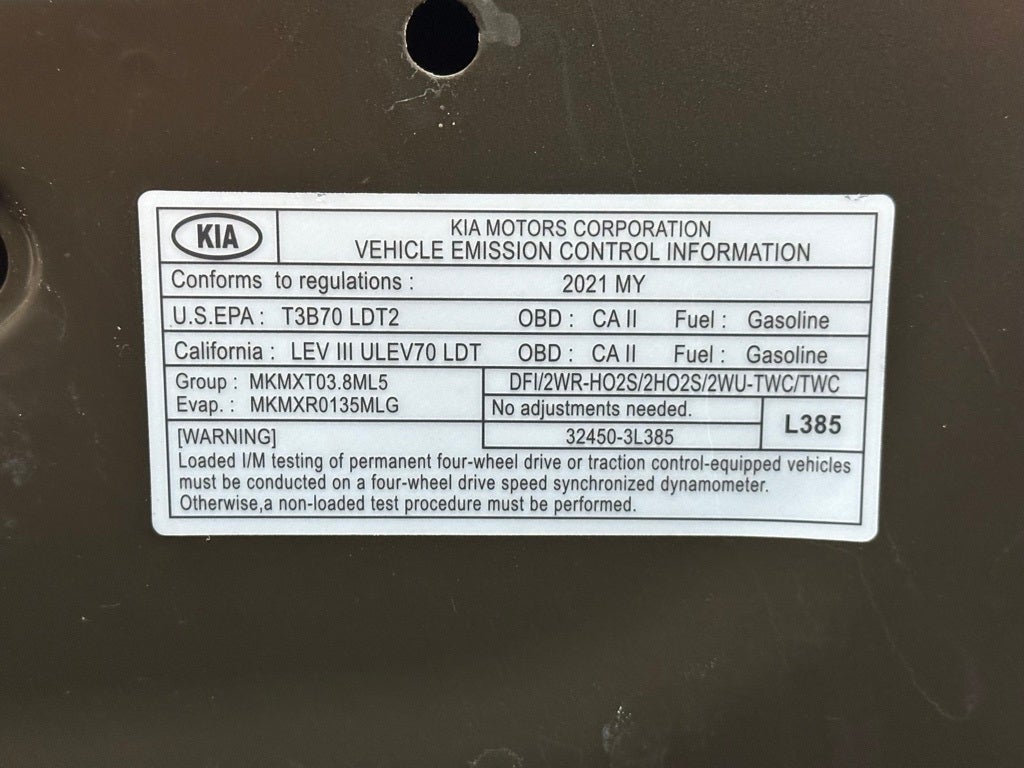 KIA
KIA MOTORS CORPORATION
VEHICLE EMISSION CONTROL INFORMATION
Conforms to regulations : 2021 MY
U.S.EPA : T3B70 LDT2 OBD : CA II Fuel : Gasoline
California : LEV III ULEV70 LDT OBD : CA II Fuel : Gasoline
Group : MKMXT03.8ML5
Evap. : MKMXR0135MLG
DFI/2WR-HO2S/2HO2S/2WU-TWC/TWC
No adjustments needed.
32450-3L385
L385
[WARNING]
Loaded I/M testing of permanent four-wheel drive or traction control-equipped vehicles
must be conducted on a four-wheel drive speed synchronized dynamometer.
Otherwise,a non-loaded test procedure must be performed.